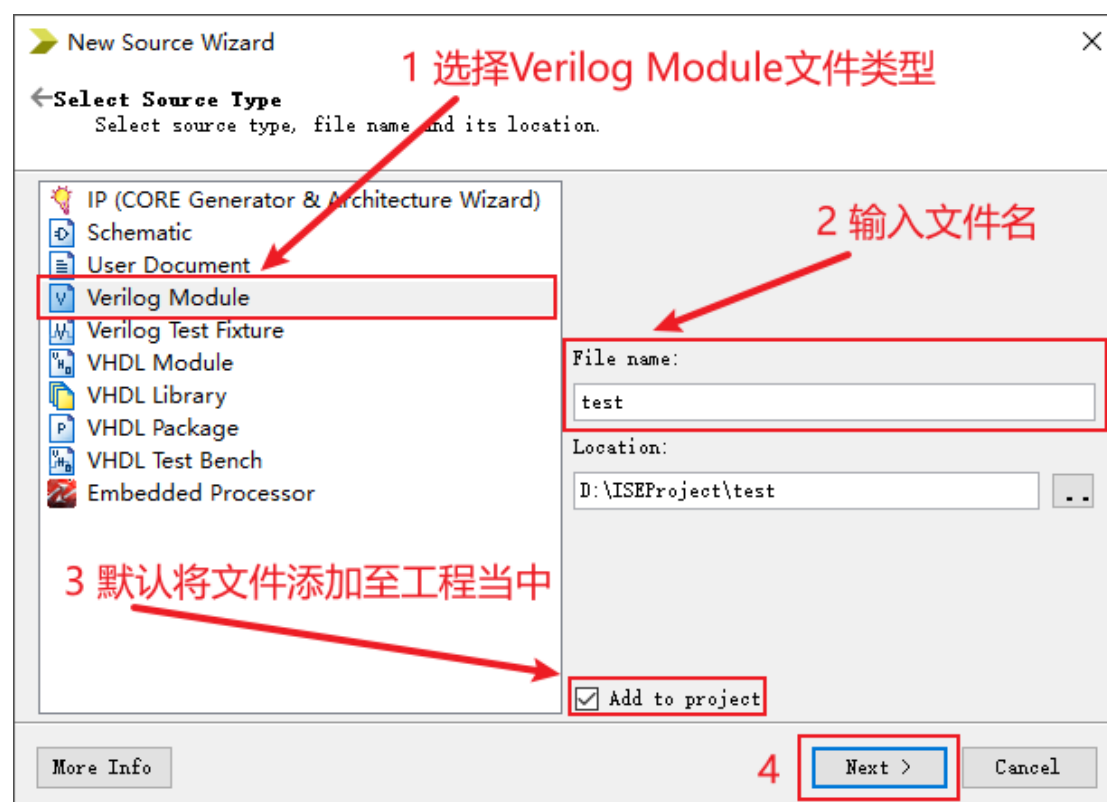 New Source Wizard
1 选择Verilog Module文件类型
Select Source Type
Select source type, file name and its location.
IP (CORE Generator & Architecture Wizard)
Schematic
User Document
Verilog Module
Verilog Test Fixture
VHDL Module
VHDL Library
VHDL Package
VHDL Test Bench
Embedded Processor
2 输入文件名
File name:
test
Location:
D:\ISEProject\test
..
3 默认将文件添加至工程当中
Add to project
More Info
4
Next >
Cancel